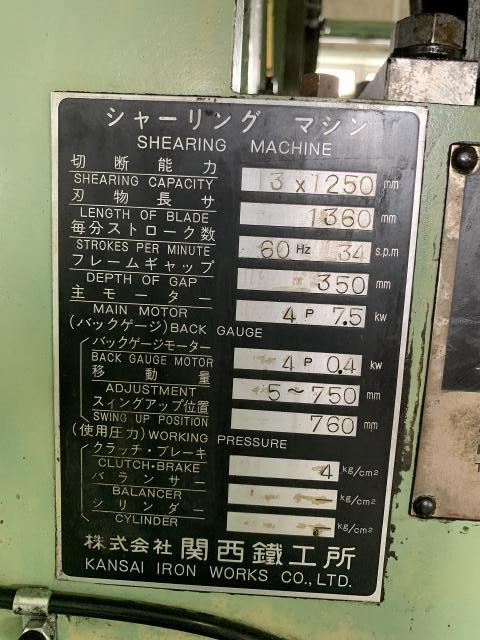 シャーリング マシン
SHEARING MACHINE
切断能力
SHEARING CAPACITY 3 x 1250 mm
刃物長サ
LENGTH OF BLADE 1360 mm
毎分ストローク数
STROKES PER MINUTE 60 Hz 34 s.p.m
フレームギャップ
DEPTH OF GAP 350 mm
主モーター
MAIN MOTOR 4 P 7.5 kw
(バックゲージ) BACK GAUGE
バックゲージモーター
BACK GAUGE MOTOR 4 P 0.4 kw
移動量
ADJUSTMENT 5~750 mm
スィングアップ位置
SWING UP POSITION 760 mm
(使用圧力) WORKING PRESSURE
クラッチ・ブレーキ
CLUTCH・BRAKE 4 kg/cm2
バランサー
BALANCER — kg/cm2
シリンダー
CYLINDER — kg/cm2
株式会社 関西鐵工所
KANSAI IRON WORKS CO., LTD.